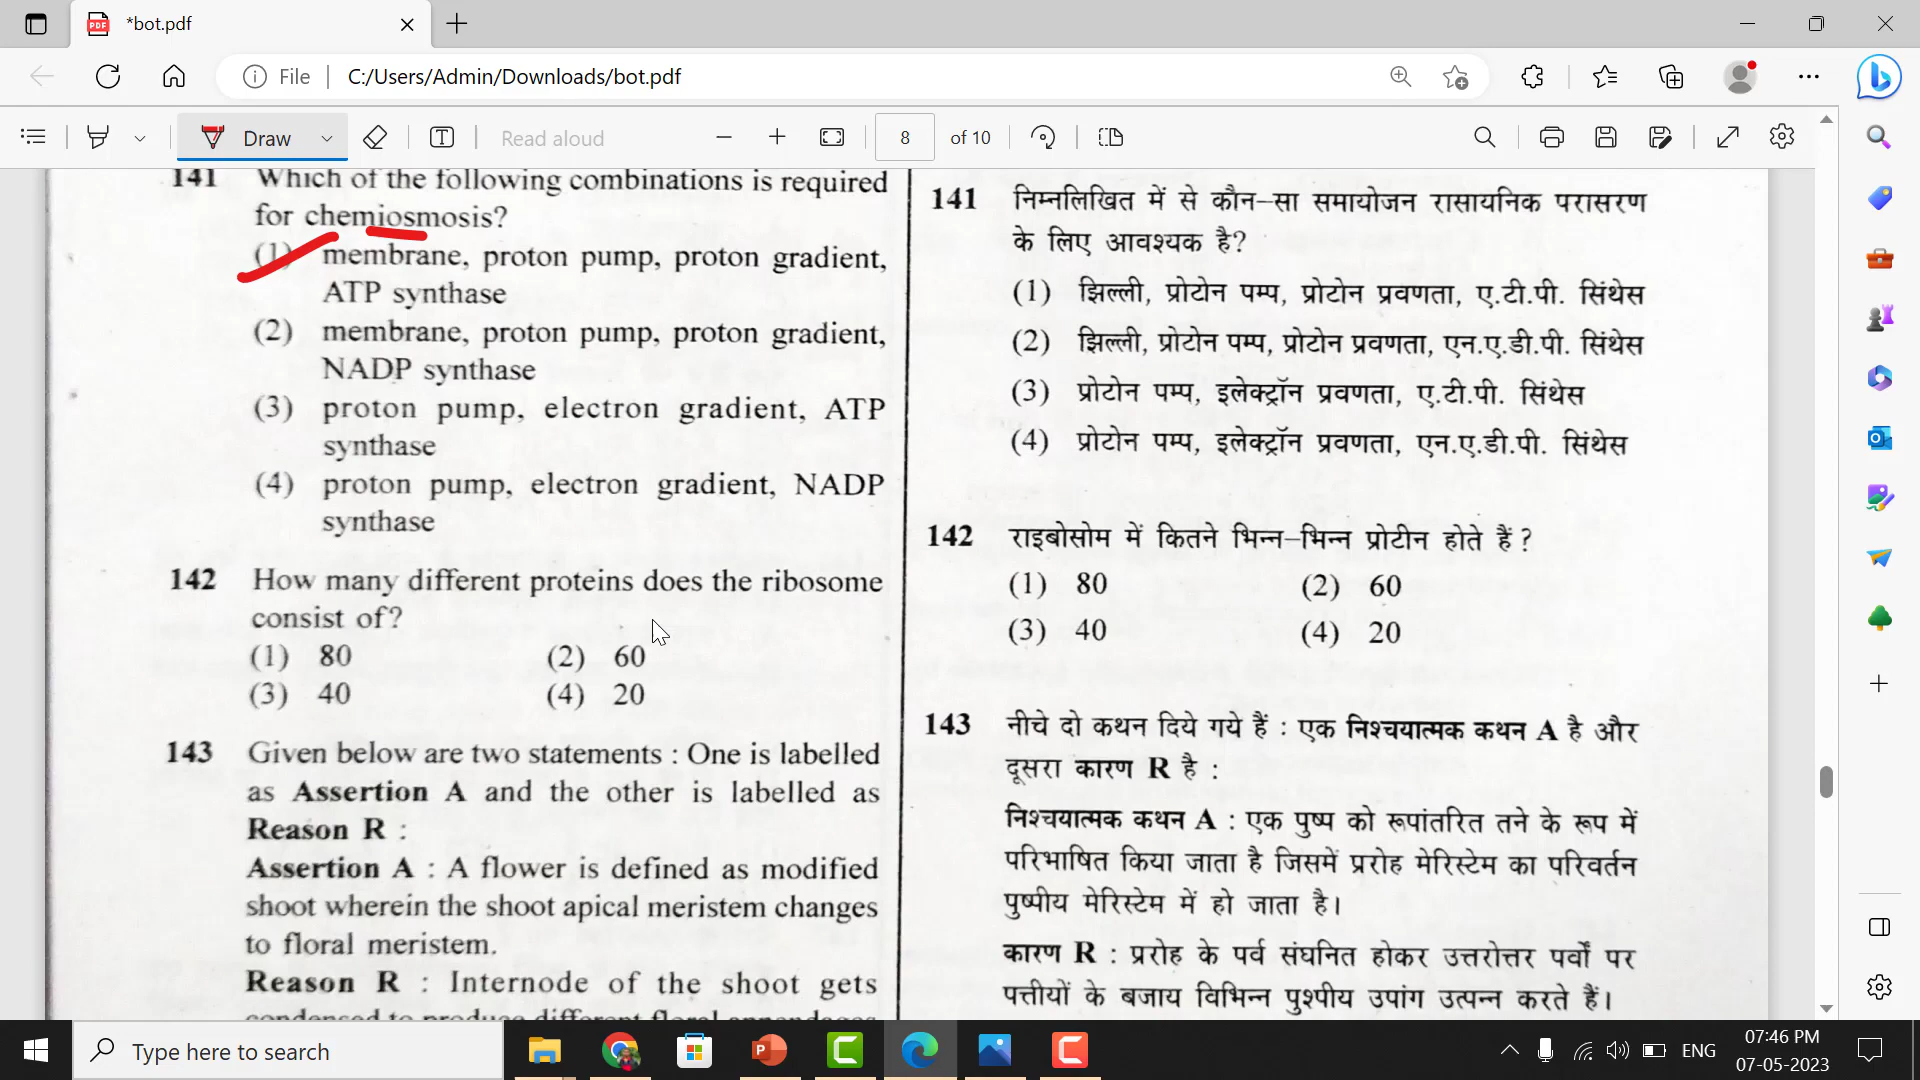 *bot.pdf
File
C:/Users/Admin/Downloads/bot.pdf
Draw
Read aloud
8
of 10
141 Which of the following combinations is required
for chemiosmosis?
(1) membrane, proton pump, proton gradient,
ATP synthase
(2) membrane, proton pump, proton gradient,
NADP synthase
(3) proton pump, electron gradient, ATP
synthase
(4) proton pump, electron gradient, NADP
synthase
142 How many different proteins does the ribosome
consist of?
(1) 80 (2) 60
(3) 40 (4) 20
143 Given below are two statements : One is labelled
as Assertion A and the other is labelled as
Reason R :
Assertion A : A flower is defined as modified
shoot wherein the shoot apical meristem changes
to floral meristem.
Reason R : Internode of the shoot gets
condensed to produce different floral appendages
141 निम्नलिखित में से कौन–सा समायोजन रासायनिक परासरण
के लिए आवश्यक है?
(1) झिल्ली, प्रोटोन पम्प, प्रोटोन प्रवणता, ए.टी.पी. सिंथेस
(2) झिल्ली, प्रोटोन पम्प, प्रोटोन प्रवणता, एन.ए.डी.पी. सिंथेस
(3) प्रोटोन पम्प, इलेक्ट्रॉन प्रवणता, ए.टी.पी. सिंथेस
(4) प्रोटोन पम्प, इलेक्ट्रॉन प्रवणता, एन.ए.डी.पी. सिंथेस
142 राइबोसोम में कितने भिन्न–भिन्न प्रोटीन होते हैं ?
(1) 80 (2) 60
(3) 40 (4) 20
143 नीचे दो कथन दिये गये हैं : एक निश्चयात्मक कथन A है और
दूसरा कारण R है :
निश्चयात्मक कथन A : एक पुष्प को रूपांतरित तने के रूप में
परिभाषित किया जाता है जिसमें प्ररोह मेरिस्टेम का परिवर्तन
पुष्पीय मेरिस्टेम में हो जाता है।
कारण R : प्ररोह के पर्व संघनित होकर उत्तरोत्तर पर्वों पर
पत्तीयों के बजाय विभिन्न पुश्पीय उपांग उत्पन्न करते हैं।
Type here to search
ENG
07:46 PM
07-05-2023